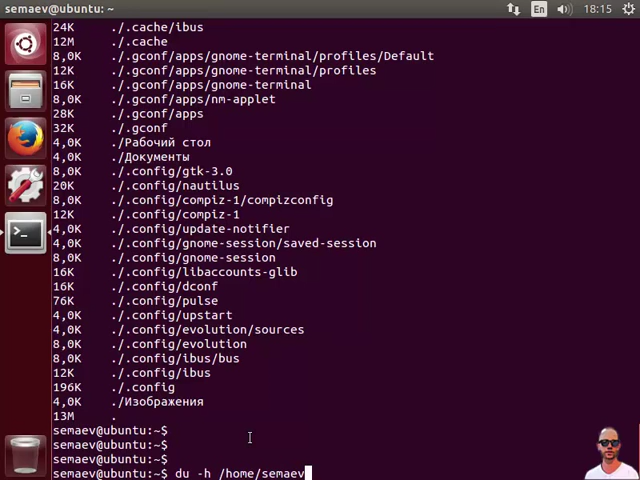 semaev@ubuntu: ~
En
18:15
24K ./.cache/ibus
12M ./.cache
8,0K ./.gconf/apps/gnome-terminal/profiles/Default
12K ./.gconf/apps/gnome-terminal/profiles
16K ./.gconf/apps/gnome-terminal
8,0K ./.gconf/apps/nm-applet
28K ./.gconf/apps
32K ./.gconf
4,0K ./Рабочий стол
4,0K ./Документы
8,0K ./.config/gtk-3.0
20K ./.config/nautilus
8,0K ./.config/compiz-1/compizconfig
12K ./.config/compiz-1
4,0K ./.config/update-notifier
4,0K ./.config/gnome-session/saved-session
8,0K ./.config/gnome-session
16K ./.config/libaccounts-glib
16K ./.config/dconf
76K ./.config/pulse
4,0K ./.config/upstart
4,0K ./.config/evolution/sources
8,0K ./.config/evolution
8,0K ./.config/ibus/bus
12K ./.config/ibus
196K ./.config
4,0K ./Изображения
13M .
semaev@ubuntu:~$
semaev@ubuntu:~$
semaev@ubuntu:~$
semaev@ubuntu:~$ du -h /home/semaev